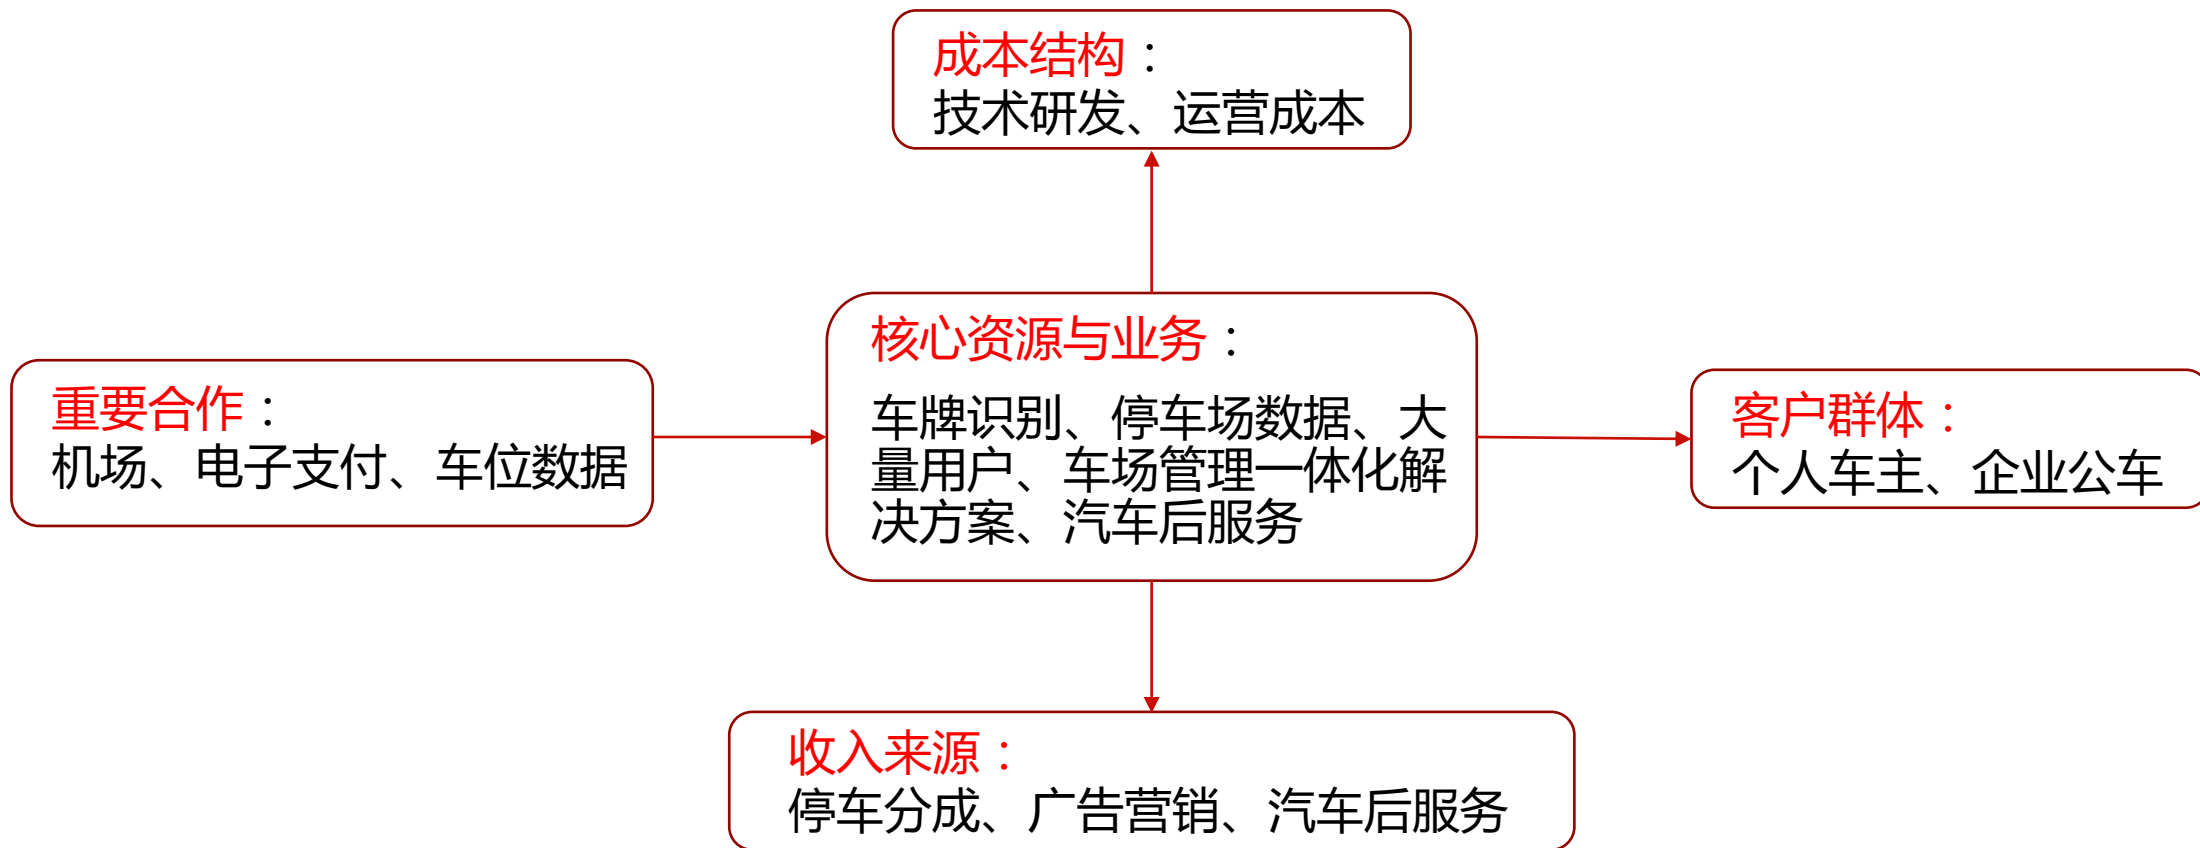 成本结构：
技术研发、运营成本
重要合作：
机场、电子支付、车位数据
核心资源与业务：
车牌识别、停车场数据、大
量用户、车场管理一体化解
决方案、汽车后服务
客户群体：
个人车主、企业公车
收入来源：
停车分成、广告营销、汽车后服务